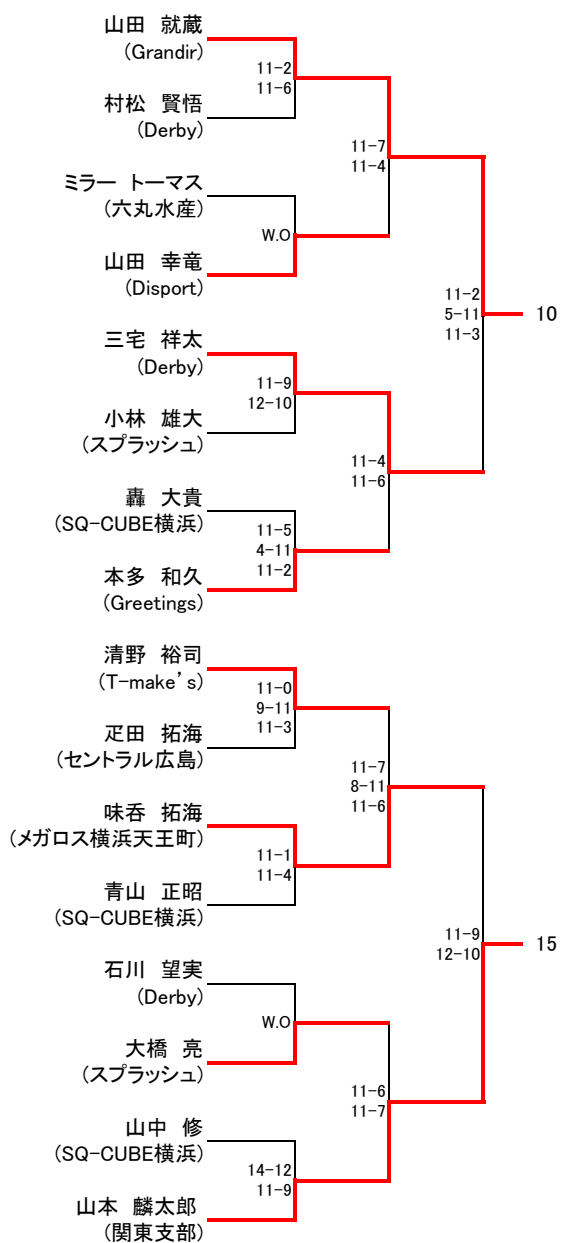 山田 就蔵
(Grandir)
11-2
11-6
村松 賢悟
(Derby)
11-7
11-4
ミラー トーマス
(六丸水産)
W.O
山田 幸竜
(Disport)
11-2
5-11
11-3
10
三宅 祥太
(Derby)
11-9
12-10
小林 雄大
(スプラッシュ)
11-4
11-6
轟 大貴
(SQ-CUBE横浜)
11-5
4-11
11-2
本多 和久
(Greetings)
清野 裕司
(T-make's)
11-0
9-11
11-3
疋田 拓海
(セントラル広島)
11-7
8-11
11-6
味呑 拓海
(メガロス横浜天王町)
11-1
11-4
青山 正昭
(SQ-CUBE横浜)
11-9
12-10
15
石川 望実
(Derby)
W.O
大橋 亮
(スプラッシュ)
11-6
11-7
山中 修
(SQ-CUBE横浜)
14-12
11-9
山本 麟太郎
(関東支部)